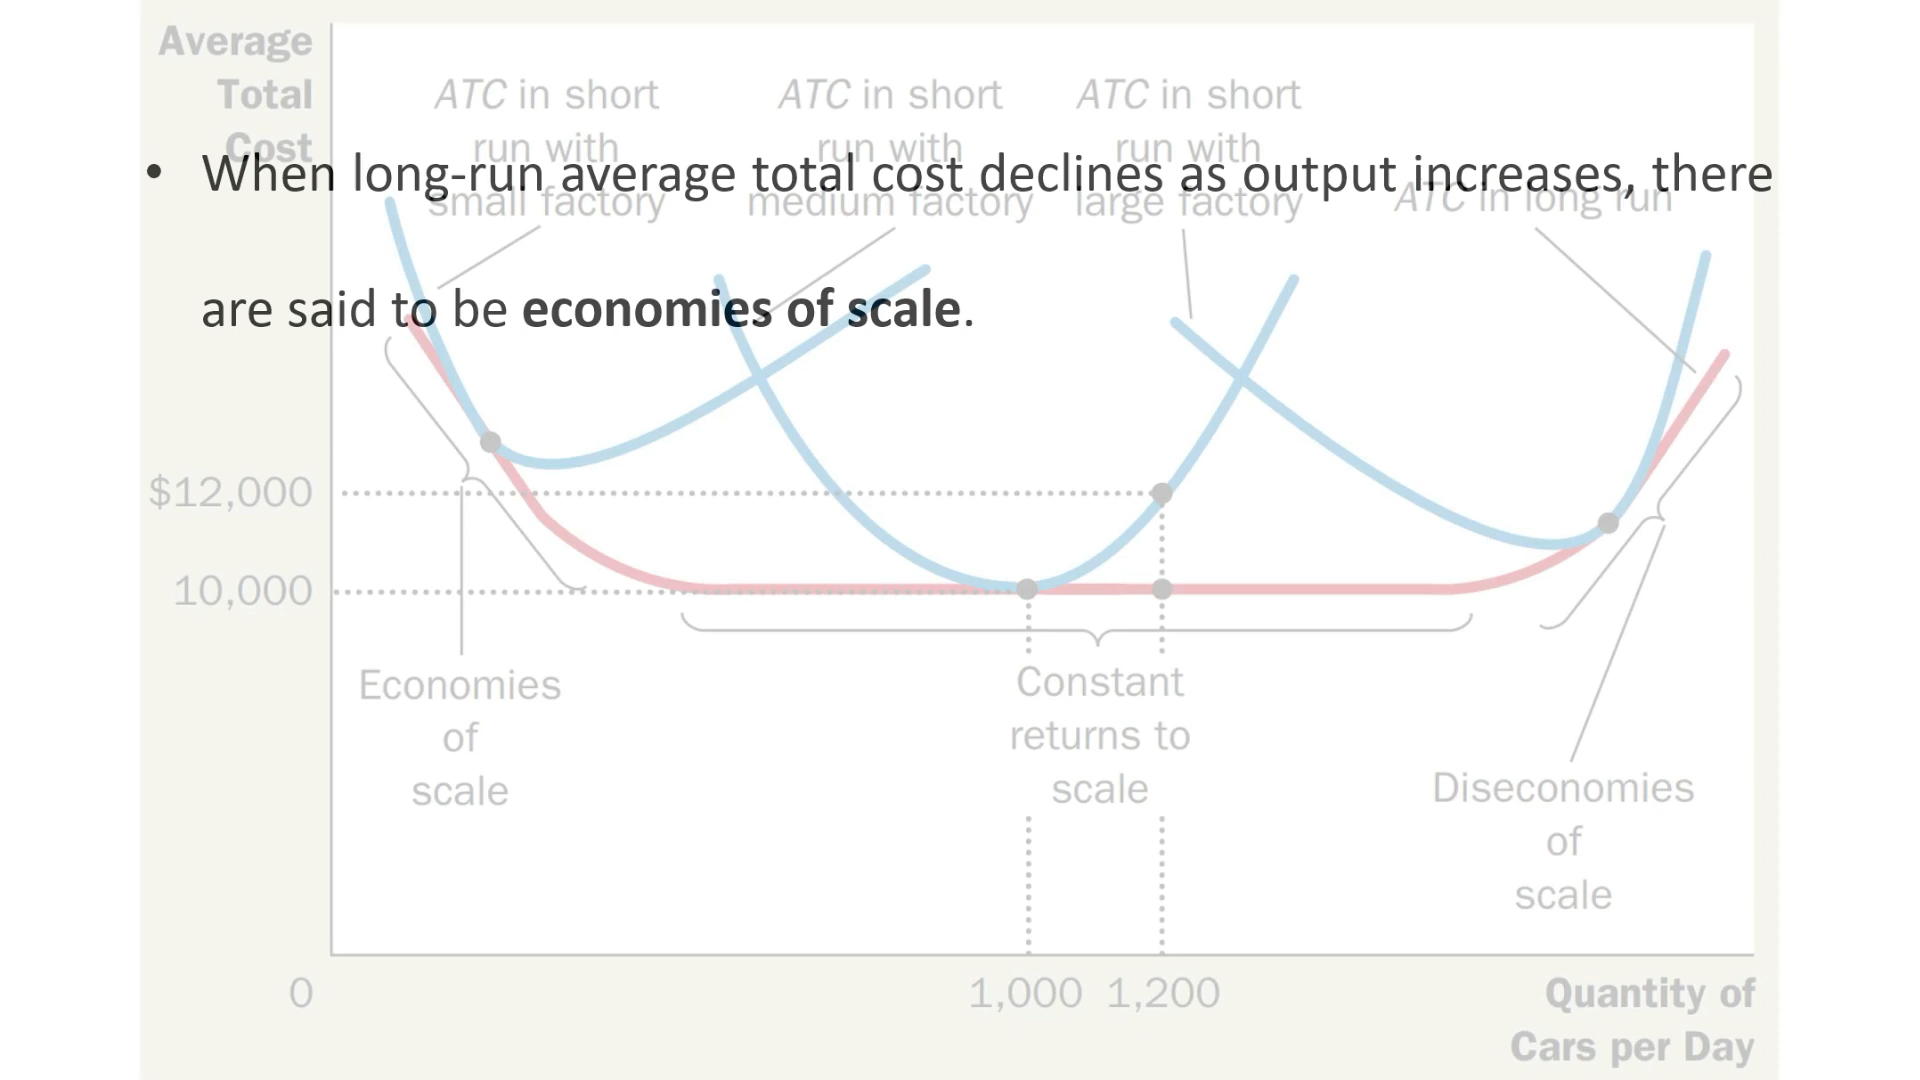 Average
Total
Cost
ATC in short
run with
small factory
ATC in short
run with
medium factory
ATC in short
run with
large factory
ATC in long run
• When long-run average total cost declines as output increases, there
are said to be economies of scale.
$12,000
10,000
Economies
of
scale
Constant
returns to
scale
Diseconomies
of
scale
0
1,000
1,200
Quantity of
Cars per Day